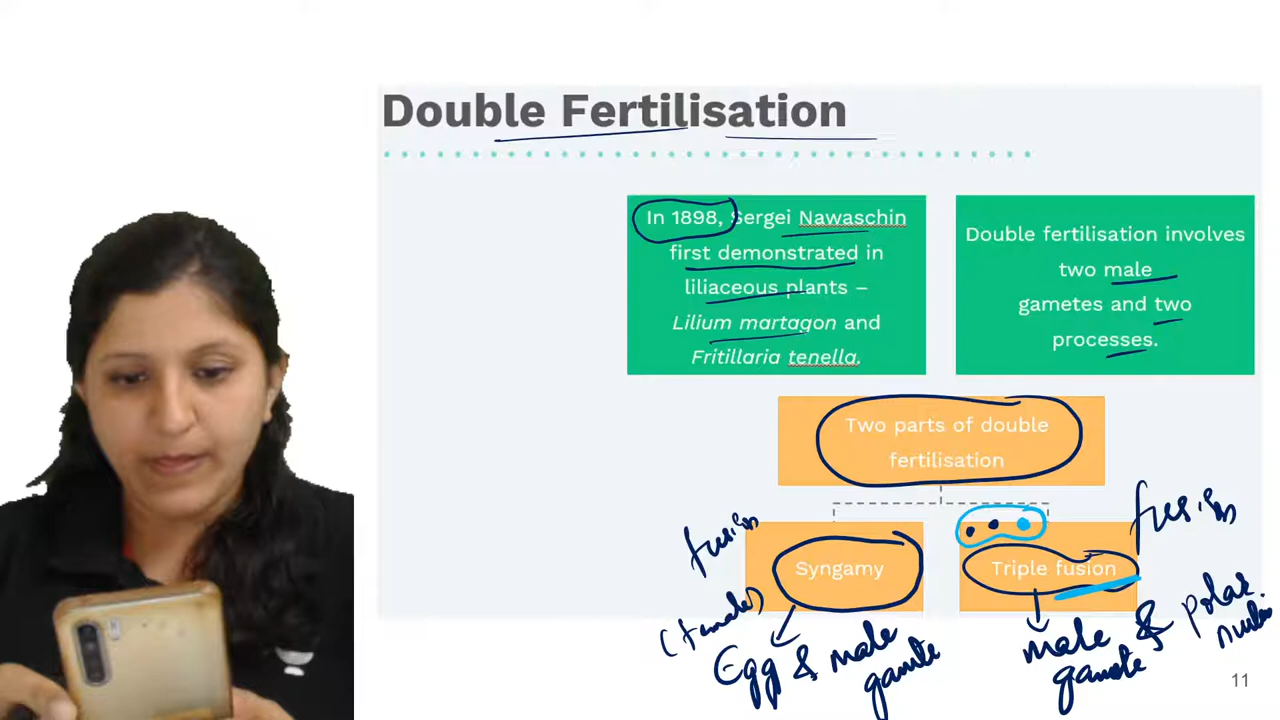 Double Fertilisation
In 1898, Sergei Nawaschin
first demonstrated in
liliaceous plants –
Lilium martagon and
Fritillaria tenella.
Double fertilisation involves
two male
gametes and two
processes.
Two parts of double
fertilisation
fusion
Syngamy
(female)
Egg & male
gamete
fusion
Triple fusion
male & polar
gamete nuclei
11